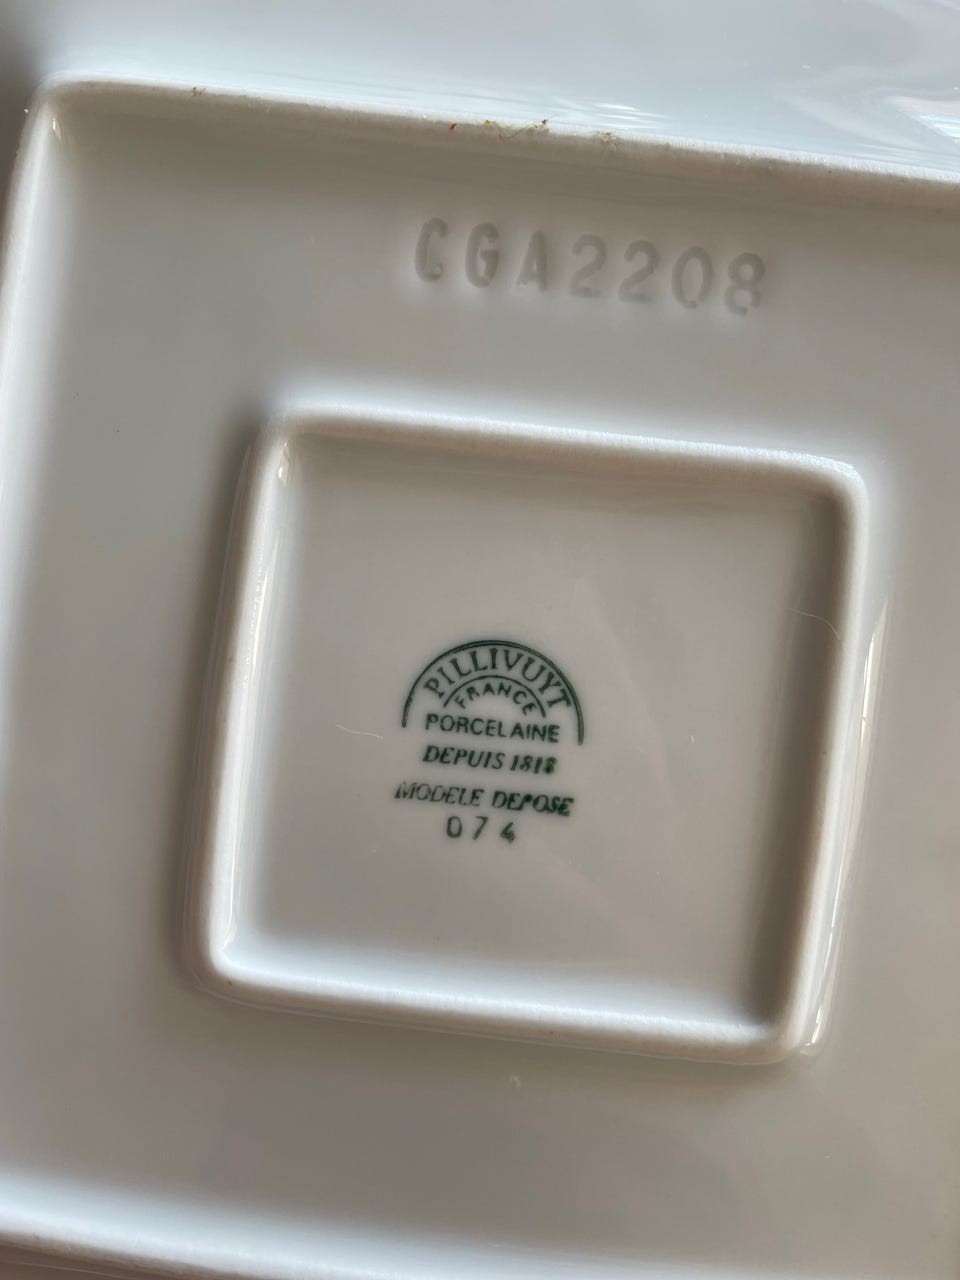 CGA2208
PILLIVUYT
FRANCE
PORCELAINE
DEPUIS 1818
MODELE DEPOSE
074